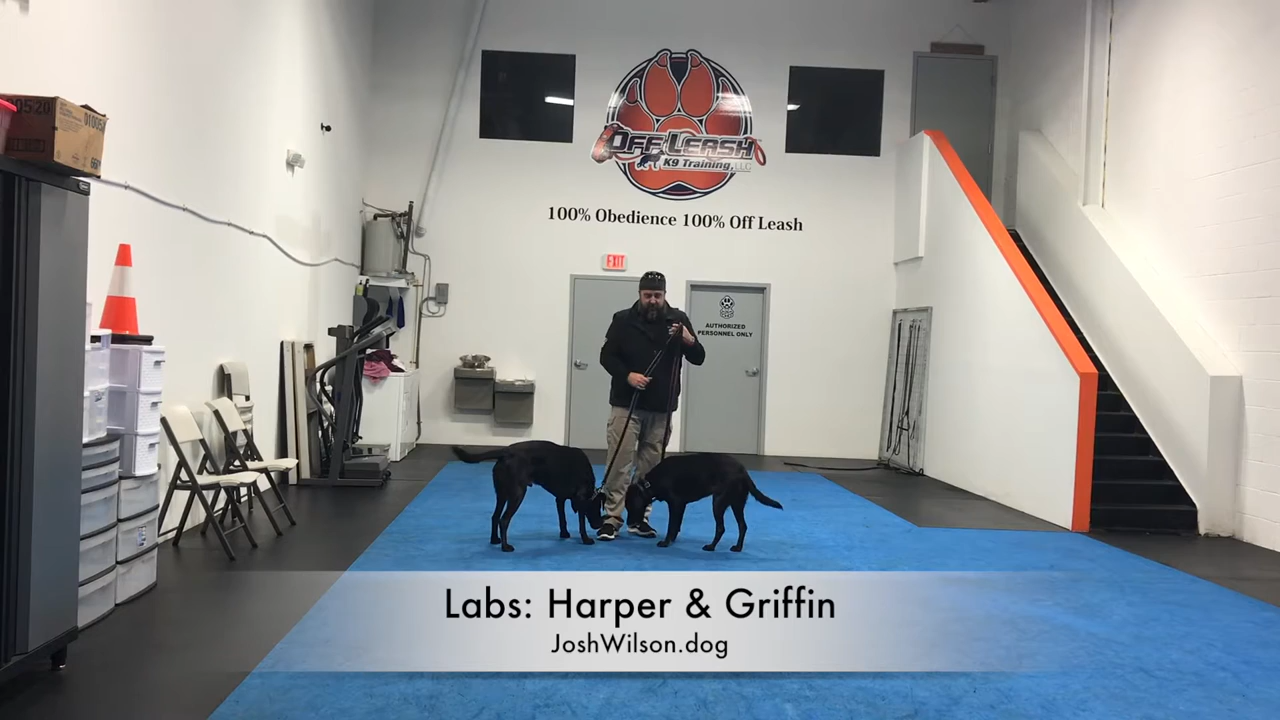 OFF LEASH
K9 TRAINING, LLC
100% Obedience 100% Off Leash
EXIT
AUTHORIZED
PERSONNEL ONLY
Labs: Harper & Griffin
JoshWilson.dog